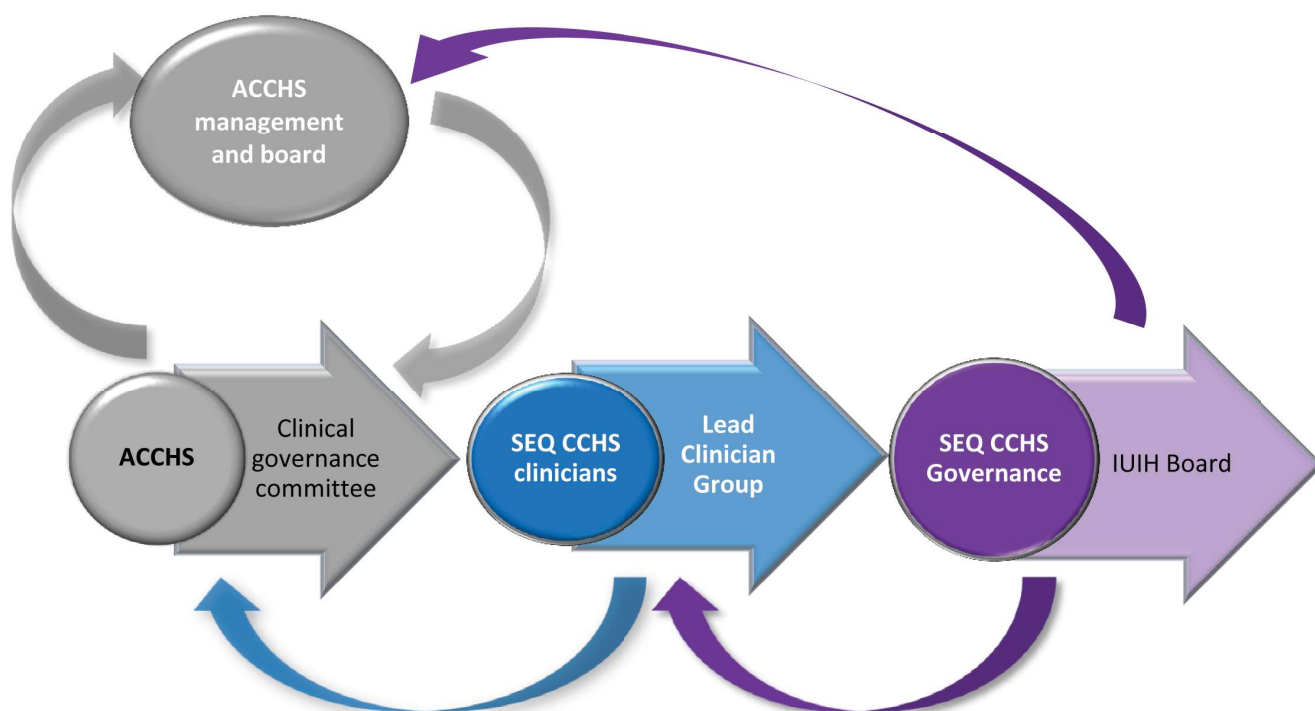 ACCHS
management
and board
ACCHS
Clinical
governance
committee
SEQ CCHS
clinicians
Lead
Clinician
Group
SEQ CCHS
Governance
IUIH Board